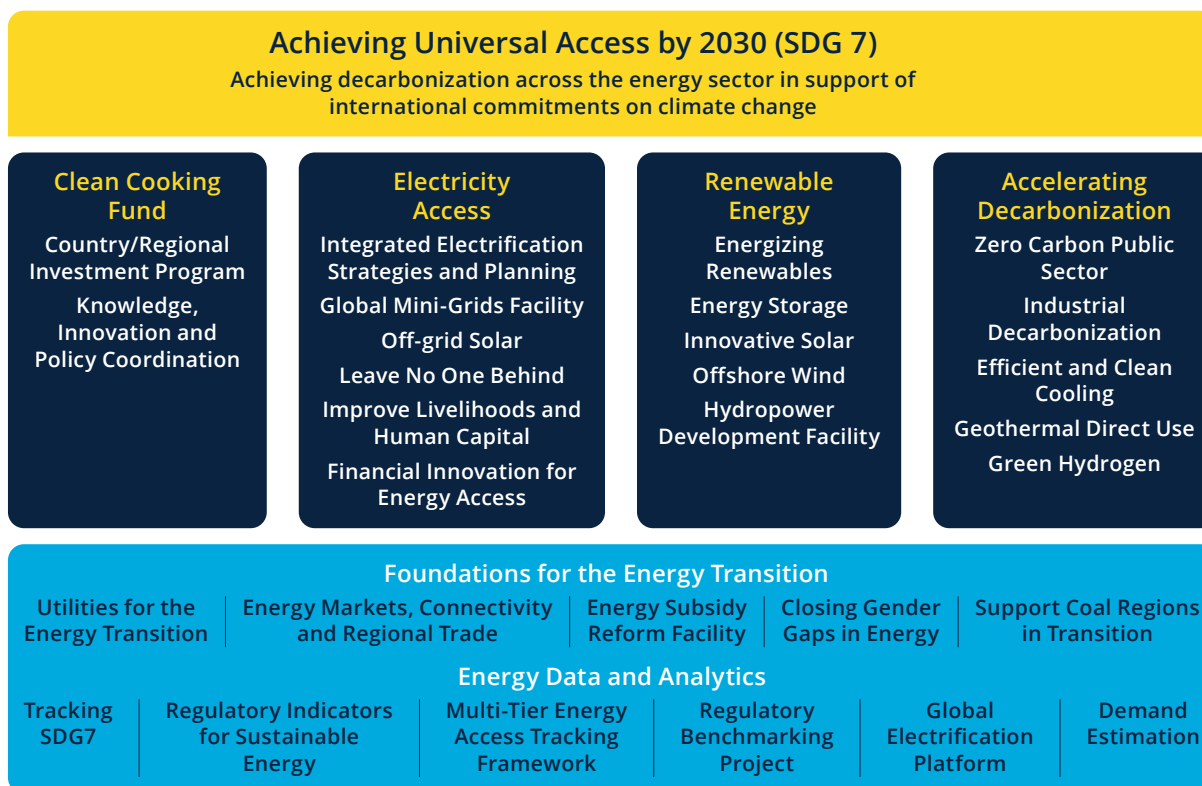 Achieving Universal Access by 2030 (SDG 7)
Achieving decarbonization across the energy sector in support of
international commitments on climate change
Clean Cooking
Fund
Country/Regional
Investment Program
Knowledge,
Innovation and
Policy Coordination
Electricity
Access
Integrated Electrification
Strategies and Planning
Global Mini-Grids Facility
Off-grid Solar
Leave No One Behind
Improve Livelihoods and
Human Capital
Financial Innovation for
Energy Access
Renewable
Energy
Energizing
Renewables
Energy Storage
Innovative Solar
Offshore Wind
Hydropower
Development Facility
Accelerating
Decarbonization
Zero Carbon Public
Sector
Industrial
Decarbonization
Efficient and Clean
Cooling
Geothermal Direct Use
Green Hydrogen
Foundations for the Energy Transition
Utilities for the
Energy Transition
Energy Markets, Connectivity
and Regional Trade
Energy Subsidy
Reform Facility
Closing Gender
Gaps in Energy
Support Coal Regions
in Transition
Energy Data and Analytics
Tracking
SDG7
Regulatory Indicators
for Sustainable
Energy
Multi-Tier Energy
Access Tracking
Framework
Regulatory
Benchmarking
Project
Global
Electrification
Platform
Demand
Estimation